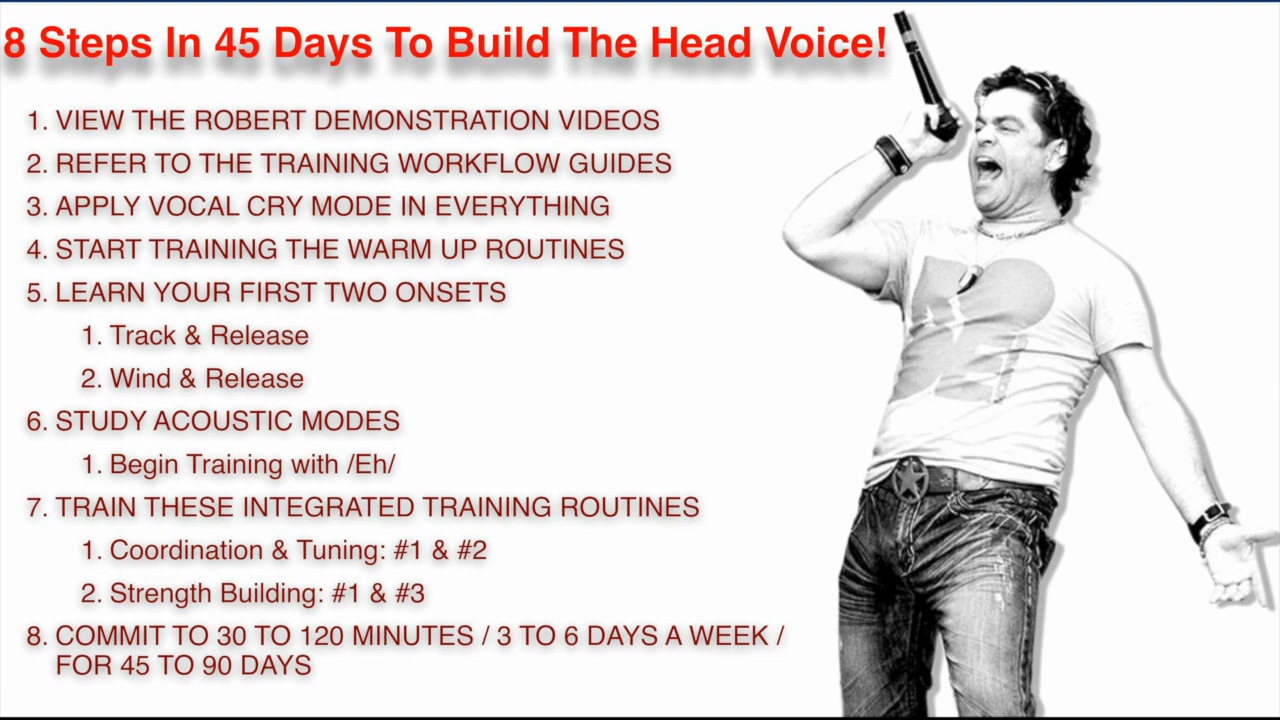 8 Steps In 45 Days To Build The Head Voice!
1. VIEW THE ROBERT DEMONSTRATION VIDEOS
2. REFER TO THE TRAINING WORKFLOW GUIDES
3. APPLY VOCAL CRY MODE IN EVERYTHING
4. START TRAINING THE WARM UP ROUTINES
5. LEARN YOUR FIRST TWO ONSETS
1. Track & Release
2. Wind & Release
6. STUDY ACOUSTIC MODES
1. Begin Training with /Eh/
7. TRAIN THESE INTEGRATED TRAINING ROUTINES
1. Coordination & Tuning: #1 & #2
2. Strength Building: #1 & #3
8. COMMIT TO 30 TO 120 MINUTES / 3 TO 6 DAYS A WEEK /
FOR 45 TO 90 DAYS